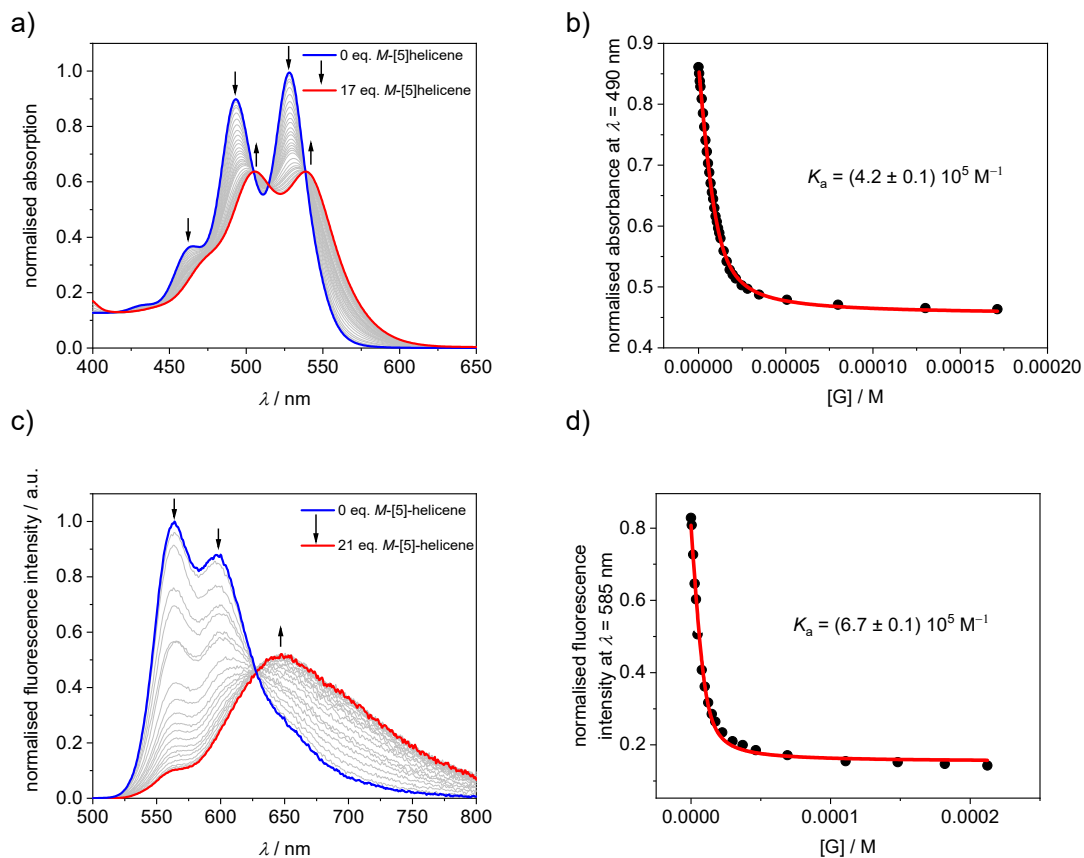 a)
normalised absorption
1.0
0.8
0.6
0.4
0.2
0.0
400
450
500
550
600
650
λ / nm
0 eq. M-[5]helicene
17 eq. M-[5]helicene
b)
normalised absorbance at λ = 490 nm
0.9
0.8
0.7
0.6
0.5
0.4
0.00000
0.00005
0.00010
0.00015
0.00020
[G] / M
Kₐ = (4.2 ± 0.1) 10⁵ M⁻¹
c)
normalised fluorescence intensity / a.u.
1.0
0.8
0.6
0.4
0.2
0.0
500
550
600
650
700
750
800
λ / nm
0 eq. M-[5]-helicene
21 eq. M-[5]-helicene
d)
normalised fluorescence
intensity at λ = 585 nm
0.8
0.6
0.4
0.2
0.0000
0.0001
0.0002
[G] / M
Kₐ = (6.7 ± 0.1) 10⁵ M⁻¹